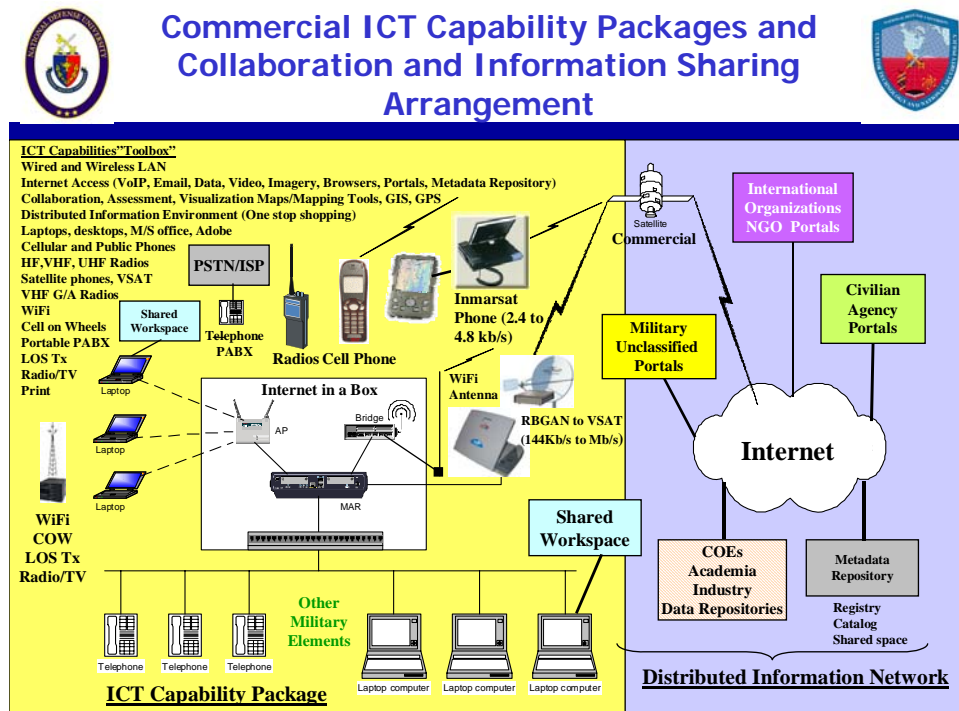 Commercial ICT Capability Packages and
Collaboration and Information Sharing
Arrangement
NATIONAL DEFENSE UNIVERSITY
ICT Capabilities"Toolbox"
Wired and Wireless LAN
Internet Access (VoIP, Email, Data, Video, Imagery, Browsers, Portals, Metadata Repository)
Collaboration, Assessment, Visualization Maps/Mapping Tools, GIS, GPS
Distributed Information Environment (One stop shopping)
Laptops, desktops, M/S office, Adobe
Cellular and Public Phones
HF,VHF, UHF Radios
Satellite phones, VSAT
VHF G/A Radios
WiFi
Cell on Wheels
Portable PABX
LOS Tx
Radio/TV
Print
PSTN/ISP
Shared
Workspace
Telephone
PABX
Radios
Cell Phone
Inmarsat
Phone (2.4 to
4.8 kb/s)
Satellite
Commercial
Laptop
Laptop
Laptop
Internet in a Box
AP
Bridge
MAR
WiFi
Antenna
RBGAN to VSAT
(144Kb/s to Mb/s)
WiFi
COW
LOS Tx
Radio/TV
Shared
Workspace
Other
Military
Elements
Telephone
Telephone
Telephone
Laptop computer
Laptop computer
Laptop computer
ICT Capability Package
International
Organizations
NGO Portals
Civilian
Agency
Portals
Military
Unclassified
Portals
Internet
COEs
Academia
Industry
Data Repositories
Metadata
Repository
Registry
Catalog
Shared space
Distributed Information Network